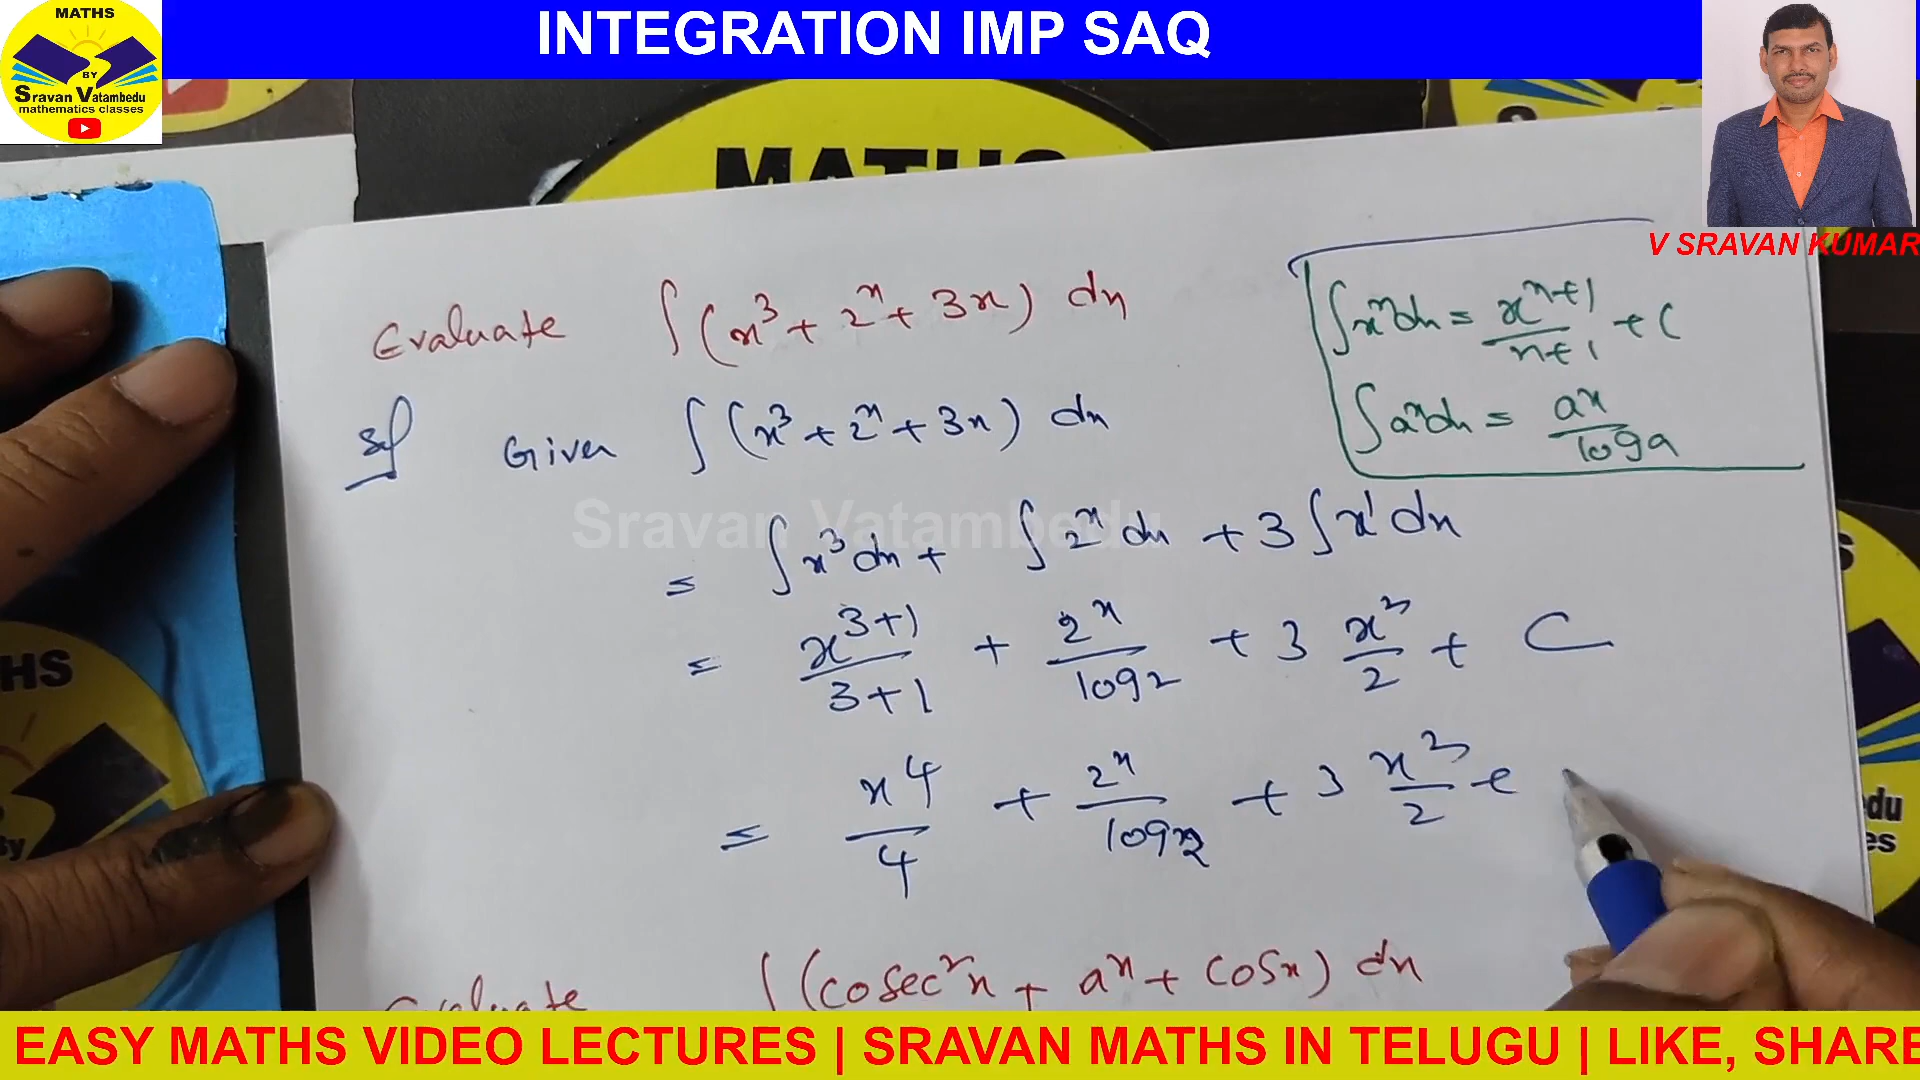 MATHS
BY
Sravan Vatambedu
mathematics classes
INTEGRATION IMP SAQ
V SRAVAN KUMAR
MATHS
Evaluate ∫(x³ + 2ˣ + 3x) dx
∫xⁿdx = xⁿ⁺¹/n+1 + C
∫aˣdx = aˣ/loga
Sol Given ∫(x³ + 2ˣ + 3x) dx
Sravan Vatambedu
= ∫x³dx + ∫2ˣdx + 3∫x¹dx
= x³⁺¹/3+1 + 2ˣ/log2 + 3 x²/2 + C
= x⁴/4 + 2ˣ/log2 + 3 x²/2 +
Evaluate ∫(cosec²x + aˣ + cosx) dx
EASY MATHS VIDEO LECTURES | SRAVAN MATHS IN TELUGU | LIKE, SHARE